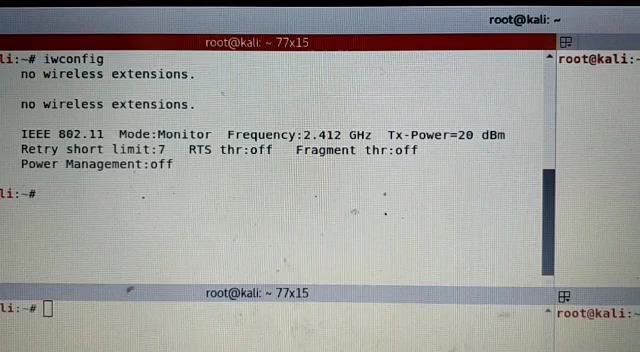 root@kali: ~
root@kali: ~ 77x15
li:~# iwconfig
no wireless extensions.
no wireless extensions.
IEEE 802.11 Mode:Monitor Frequency:2.412 GHz Tx-Power=20 dBm
Retry short limit:7 RTS thr:off Fragment thr:off
Power Management:off
li:~#
root@kali:~
root@kali: ~ 77x15
li:~#
root@kali:~